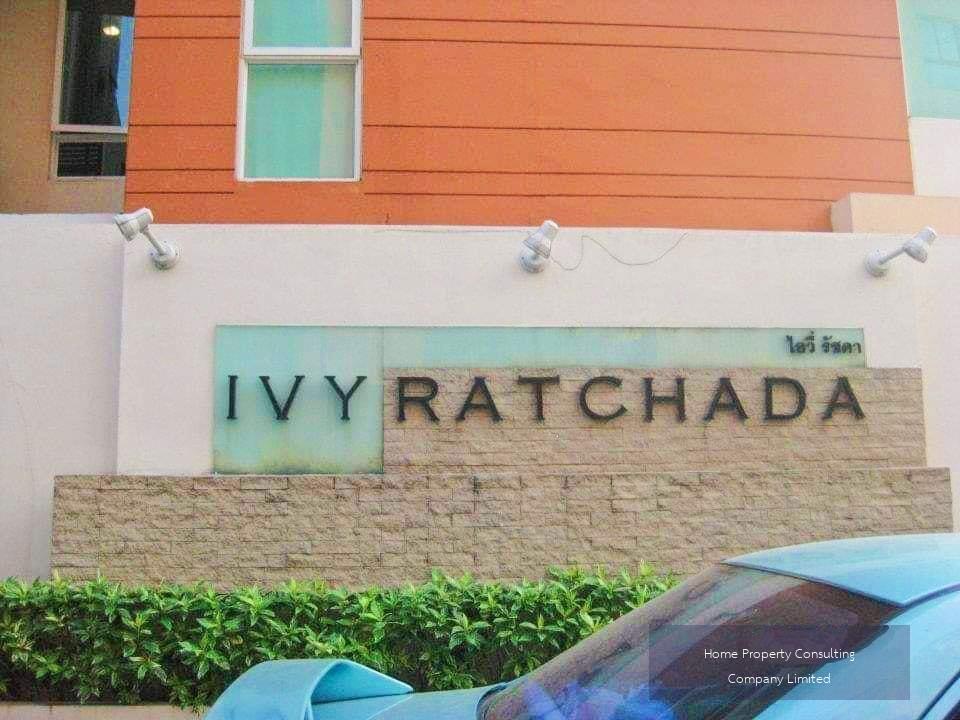 ไอวี่ รัชดา
IVY RATCHADA
Home Property Consulting
Company Limited